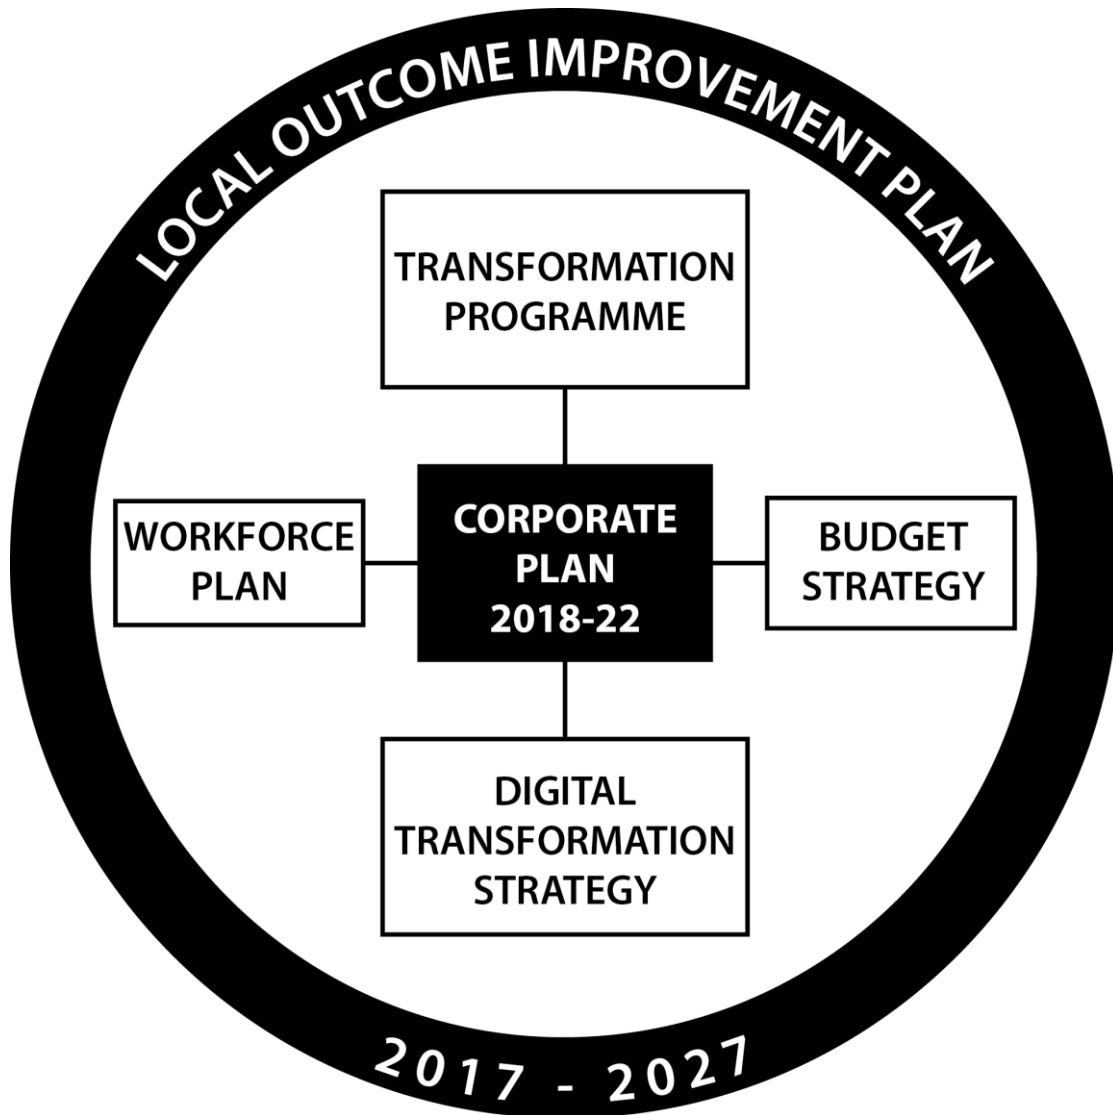 LOCAL OUTCOME IMPROVEMENT PLAN
TRANSFORMATION
PROGRAMME
WORKFORCE
PLAN
CORPORATE
PLAN
2018-22
BUDGET
STRATEGY
DIGITAL
TRANSFORMATION
STRATEGY
2017 - 2027